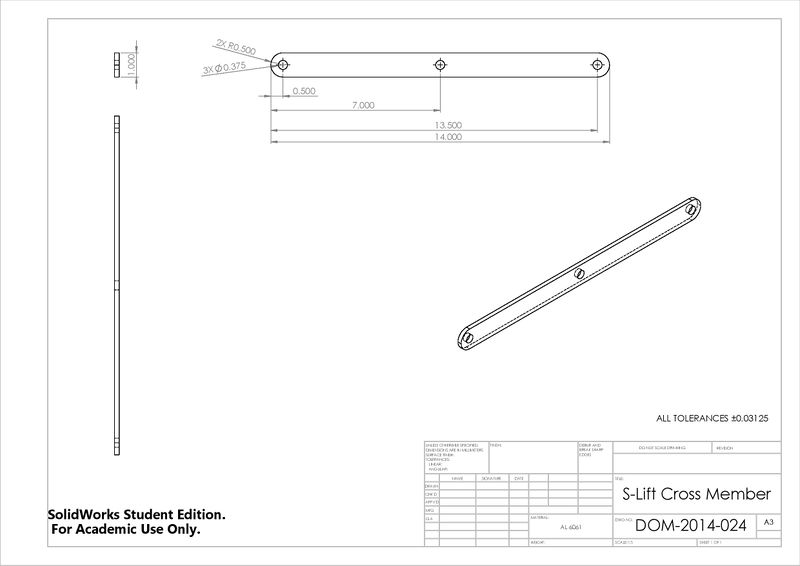 2X R0.500
3X Ø0.375
1.000
0.500
7.000
13.500
14.000
ALL TOLERANCES ±0.03125
UNLESS OTHERWISE SPECIFIED:
DIMENSIONS ARE IN MILLIMETERS
SURFACE FINISH:
TOLERANCES:
LINEAR:
ANGULAR:
FINISH:
DEBUR AND
BREAK SHARP
EDGES
DO NOT SCALE DRAWING
REVISION
NAME
SIGNATURE
DATE
TITLE:
DRAWN
CHK'D
APPV'D
MFG
Q.A
S-Lift Cross Member
MATERIAL:
AL 6061
DWG NO.
DOM-2014-024
A3
WEIGHT:
SCALE:1:5
SHEET 1 OF 1
SolidWorks Student Edition.
For Academic Use Only.